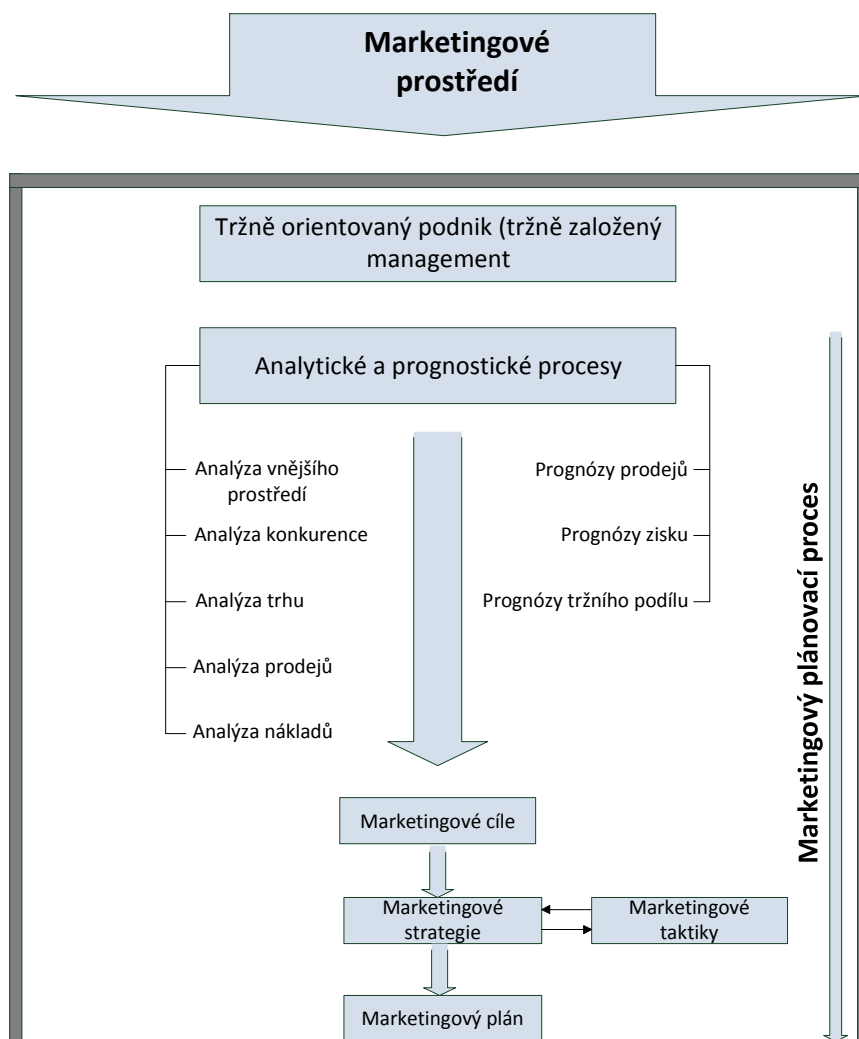 Marketingové
prostředí
Tržně orientovaný podnik (tržně založený
management
Analytické a prognostické procesy
Analýza vnějšího
prostředí
Analýza konkurence
Analýza trhu
Analýza prodejů
Analýza nákladů
Prognózy prodejů
Prognózy zisku
Prognózy tržního podílu
Marketingový plánovací proces
Marketingové cíle
Marketingové
strategie
Marketingové
taktiky
Marketingový plán